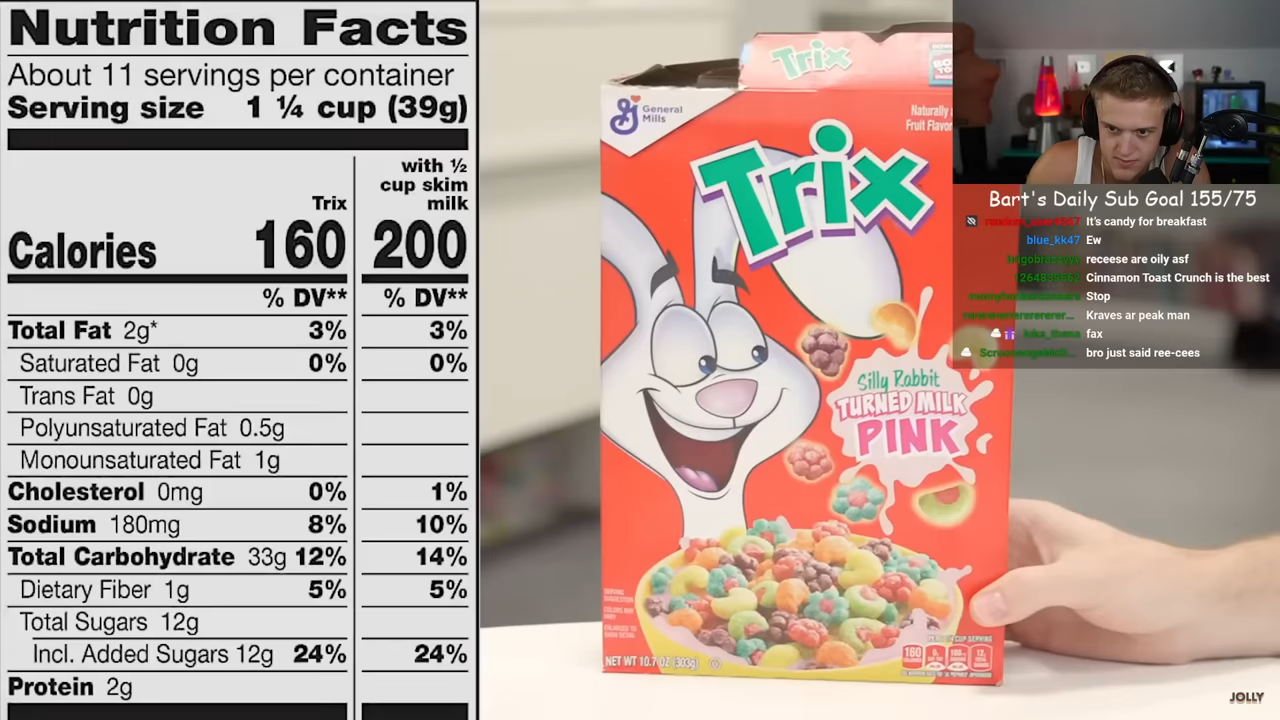 Nutrition Facts
About 11 servings per container
Serving size 1 ¼ cup (39g)
Trix
with ½
cup skim
milk
Calories 160 200
% DV** % DV**
Total Fat 2g* 3% 3%
Saturated Fat 0g 0% 0%
Trans Fat 0g
Polyunsaturated Fat 0.5g
Monounsaturated Fat 1g
Cholesterol 0mg 0% 1%
Sodium 180mg 8% 10%
Total Carbohydrate 33g 12% 14%
Dietary Fiber 1g 5% 5%
Total Sugars 12g
Incl. Added Sugars 12g 24% 24%
Protein 2g
Trix
General
Mills
Naturally
Fruit Flavor
Trix
Silly Rabbit
TURNED MILK
PINK
NET WT 10.7 OZ (303g)
160
CALORIES
Bart's Daily Sub Goal 155/75
It's candy for breakfast
blue_kk47 Ew
receese are oily asf
Cinnamon Toast Crunch is the best
Stop
Kraves ar peak man
fax
bro just said ree-cees
JOLLY